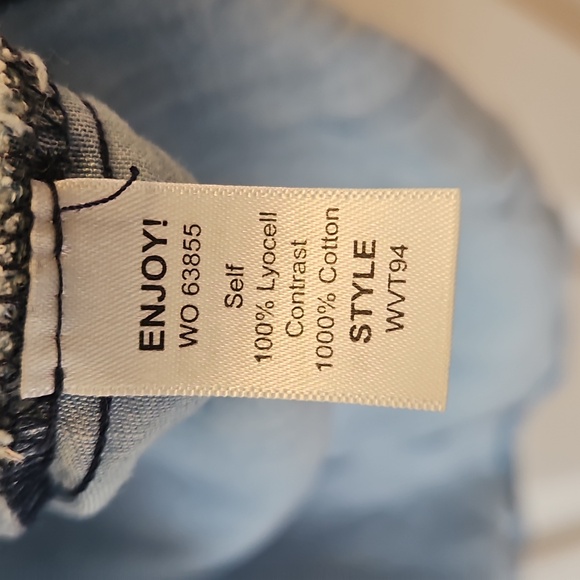 ENJOY!
WO 63855
Self
100% Lyocell
Contrast
1000% Cotton
STYLE
WVT94